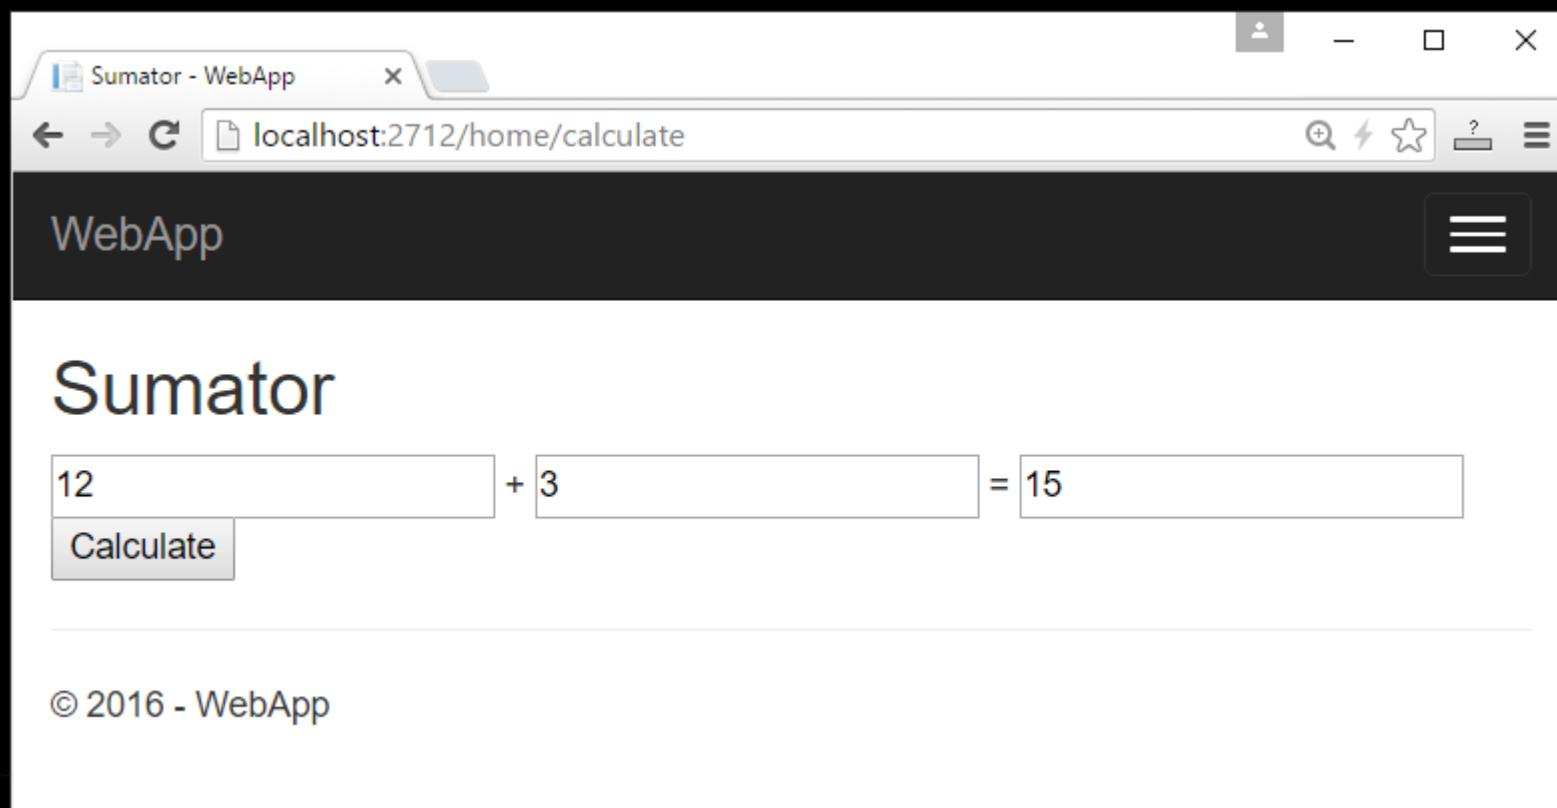 Sumator - WebApp
localhost:2712/home/calculate
?
WebApp
Sumator
12 + 3 = 15
Calculate
© 2016 - WebApp